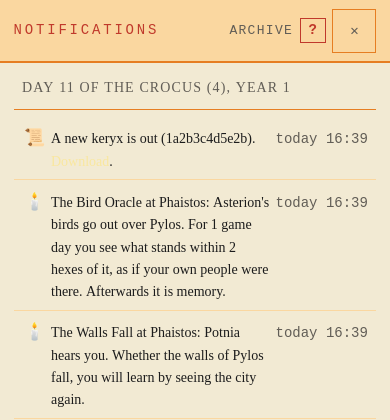 NOTIFICATIONS ARCHIVE ? ×
DAY 11 OF THE CROCUS (4), YEAR 1
A new keryx is out (1a2b3c4d5e2b). today 16:39
Download.
The Bird Oracle at Phaistos: Asterion's today 16:39
birds go out over Pylos. For 1 game
day you see what stands within 2
hexes of it, as if your own people were
there. Afterwards it is memory.
The Walls Fall at Phaistos: Potnia today 16:39
hears you. Whether the walls of Pylos
fall, you will learn by seeing the city
again.